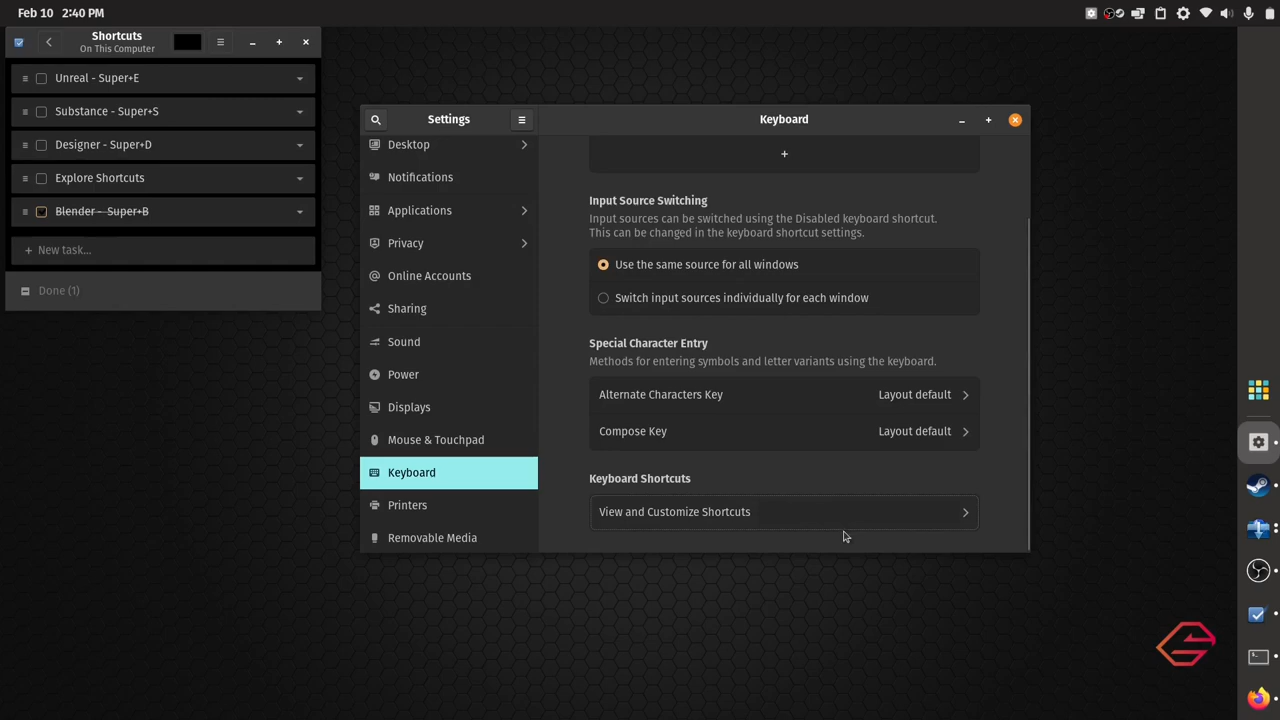 Feb 10 2:40 PM
Shortcuts
On This Computer
Unreal - Super+E
Substance - Super+S
Designer - Super+D
Explore Shortcuts
Blender - Super+B
New task...
Done (1)
Settings
Desktop
Notifications
Applications
Privacy
Online Accounts
Sharing
Sound
Power
Displays
Mouse & Touchpad
Keyboard
Printers
Removable Media
Keyboard
Input Source Switching
Input sources can be switched using the Disabled keyboard shortcut.
This can be changed in the keyboard shortcut settings.
Use the same source for all windows
Switch input sources individually for each window
Special Character Entry
Methods for entering symbols and letter variants using the keyboard.
Alternate Characters Key Layout default
Compose Key Layout default
Keyboard Shortcuts
View and Customize Shortcuts